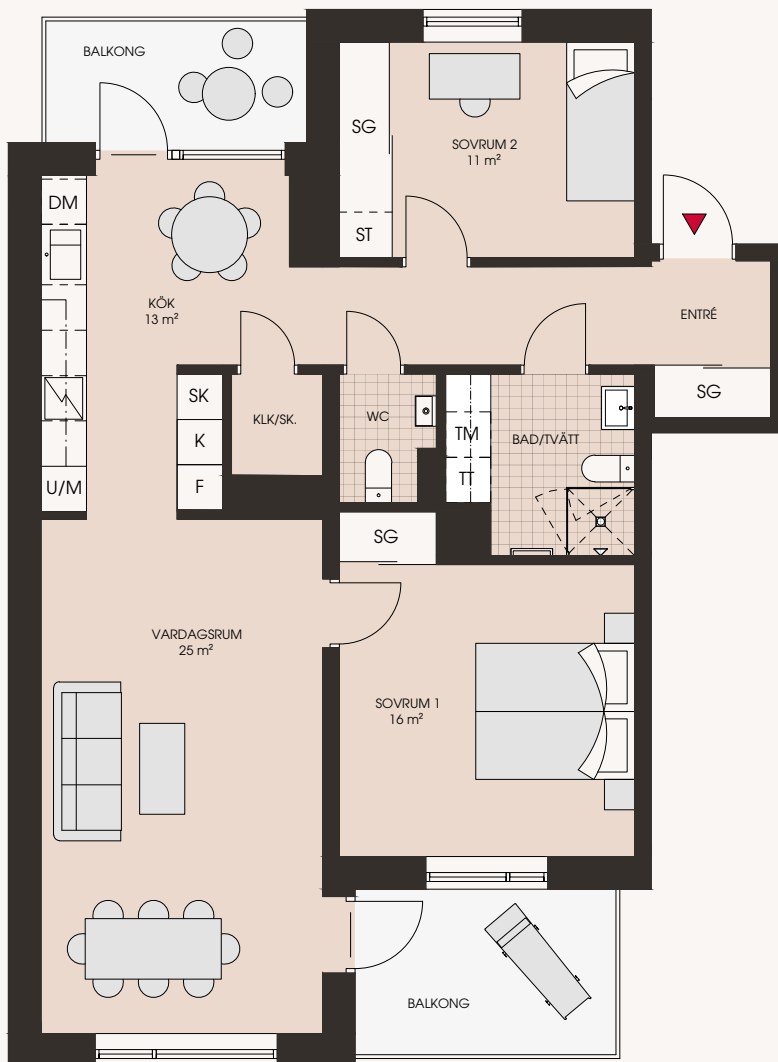 BALKONG
SG
SOVRUM 2
11 m²
ST
DM
KÖK
13 m²
ENTRÉ
SK
K
F
U/M
KLK/SK.
WC
TM
TT
BAD/TVÄTT
SG
SG
VARDAGSRUM
25 m²
SOVRUM 1
16 m²
BALKONG